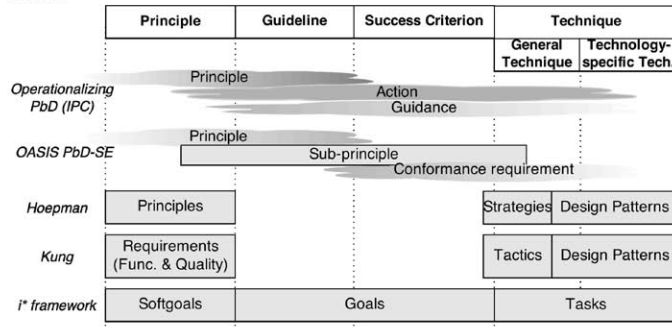 Principle Guideline Success Criterion Technique
General Technology-
Technique specific Tech.
Principle
Operationalizing Action
PbD (IPC) Guidance
Principle
OASIS PbD-SE Sub-principle
Conformance requirement
Hoepman Principles Strategies Design Patterns
Requirements
Kung (Func. & Quality) Tactics Design Patterns
i* framework Softgoals Goals Tasks